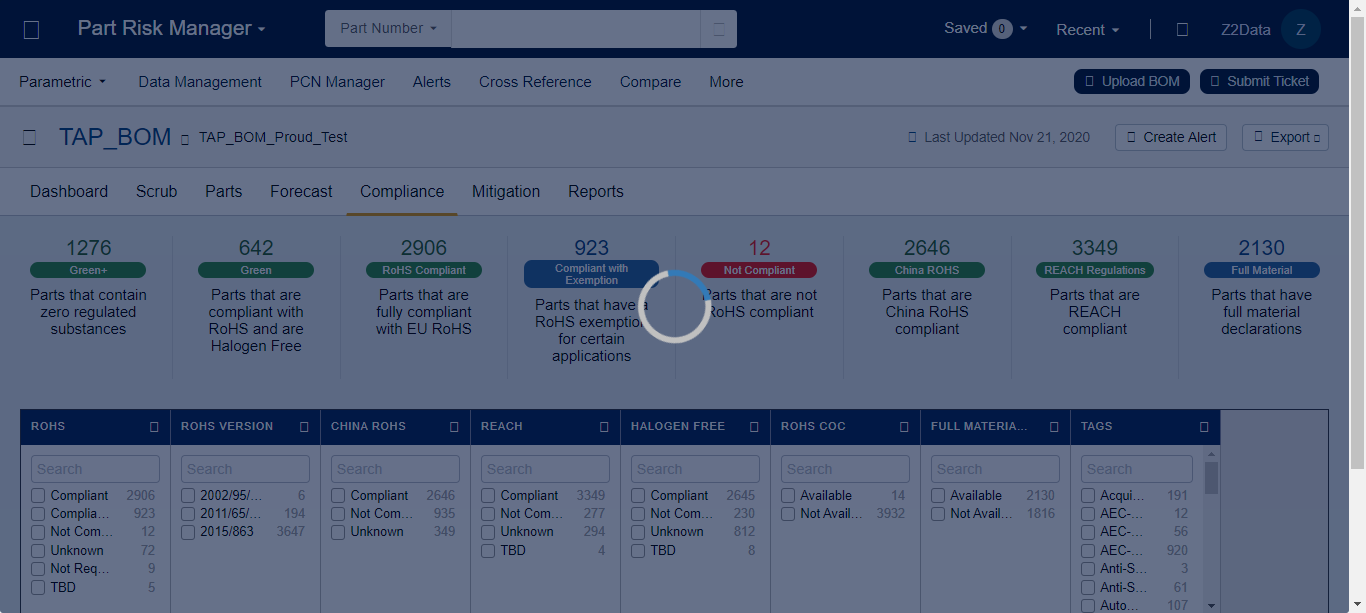 Part Risk Manager
Part Number
Saved 0
Recent
Z2Data
Z
Parametric
Data Management
PCN Manager
Alerts
Cross Reference
Compare
More
Upload BOM
Submit Ticket
TAP_BOM
TAP_BOM_Proud_Test
Last Updated Nov 21, 2020
Create Alert
Export
Dashboard
Scrub
Parts
Forecast
Compliance
Mitigation
Reports
1276
Green+
Parts that contain
zero regulated
substances
642
Green
Parts that are
compliant with
RoHS and are
Halogen Free
2906
RoHS Compliant
Parts that are
fully compliant
with EU RoHS
923
Compliant with
Exemption
Parts that have a
RoHS exemption
for certain
applications
12
Not Compliant
Parts that are not
RoHS compliant
2646
China ROHS
Parts that are
China RoHS
compliant
3349
REACH Regulations
Parts that are
REACH
compliant
2130
Full Material
Parts that have
full material
declarations
ROHS
Search
Compliant 2906
Complia... 923
Not Com... 12
Unknown 72
Not Req... 9
TBD 5
ROHS VERSION
Search
2002/95/... 6
2011/65/... 194
2015/863 3647
CHINA ROHS
Search
Compliant 2646
Not Com... 935
Unknown 349
REACH
Search
Compliant 3349
Not Com... 277
Unknown 294
TBD 4
HALOGEN FREE
Search
Compliant 2645
Not Com... 230
Unknown 812
TBD 8
ROHS COC
Search
Available 14
Not Avail... 3932
FULL MATERIA...
Search
Available 2130
Not Avail... 1816
TAGS
Search
Acqui... 191
AEC-... 12
AEC-... 56
AEC-... 920
Anti-S... 3
Anti-S... 61
Auto... 107